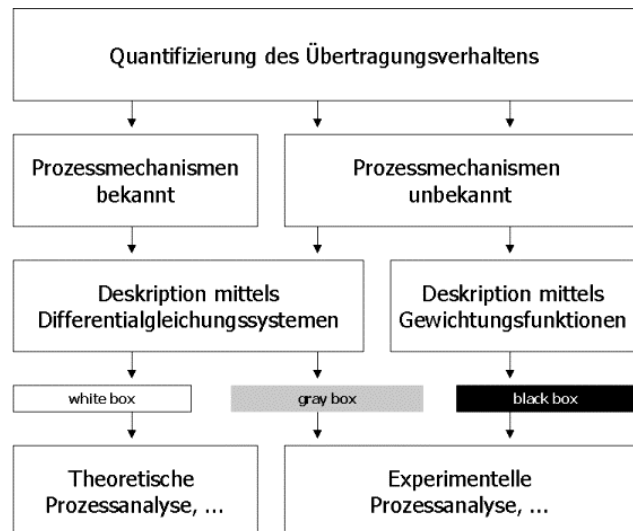 Quantifizierung des Übertragungsverhaltens
Prozessmechanismen
bekannt
Prozessmechanismen
unbekannt
Deskription mittels
Differentialgleichungssystemen
Deskription mittels
Gewichtungsfunktionen
white box
gray box
black box
Theoretische
Prozessanalyse, ...
Experimentelle
Prozessanalyse, ...